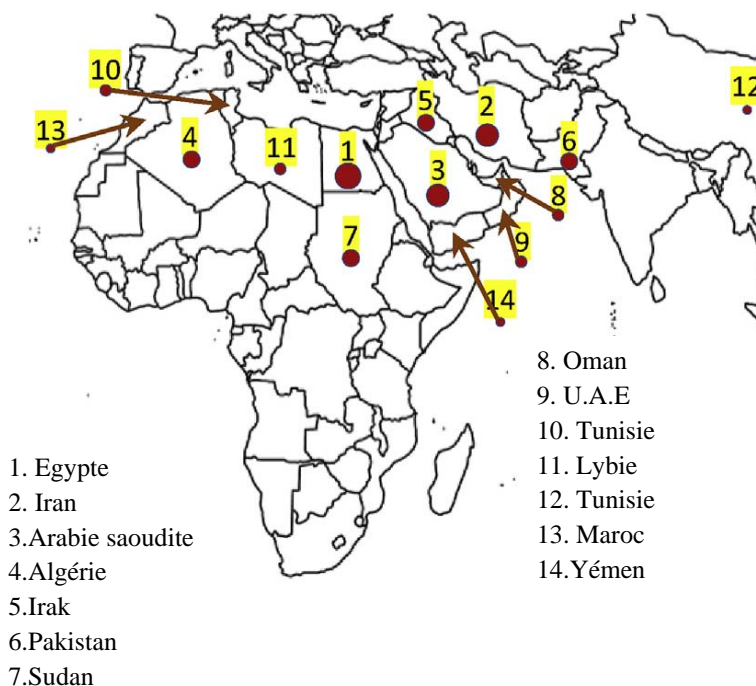 10
13
4
11
1
7
5
2
3
6
8
9
14
12
8. Oman
9. U.A.E
10. Tunisie
11. Lybie
12. Tunisie
13. Maroc
14.Yémen
1. Egypte
2. Iran
3.Arabie saoudite
4.Algérie
5.Irak
6.Pakistan
7.Sudan